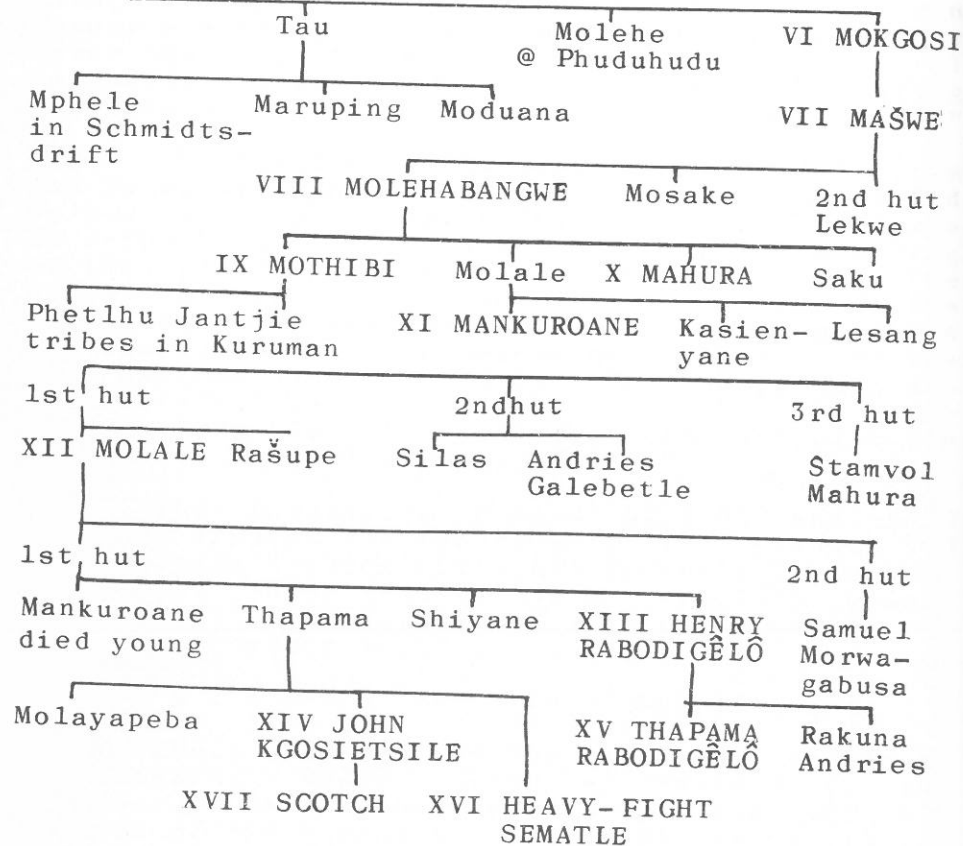 Tau Molehe VI MOKGOSI
@ Phuduhudu
Mphele Maruping Moduana VII MAŠWE
in Schmidts-
drift
VIII MOLEHABANGWE Mosake 2nd hut
Lekwe
IX MOTHIBI Molale X MAHURA Saku
Phetlhu Jantjie XI MANKUROANE Kasien- Lesang
tribes in Kuruman yane
1st hut 2ndhut 3rd hut
XII MOLALE Rašupe Silas Andries Stamvol
Galebetle Mahura
1st hut 2nd hut
Mankuroane Thapama Shiyane XIII HENRY Samuel
died young RABODIGÊLÔ Morwa-
gabusa
Molayapeba XIV JOHN XV THAPAMA Rakuna
KGOSIETSILE RABODIGÊLÔ Andries
XVII SCOTCH XVI HEAVY-FIGHT
SEMATLE